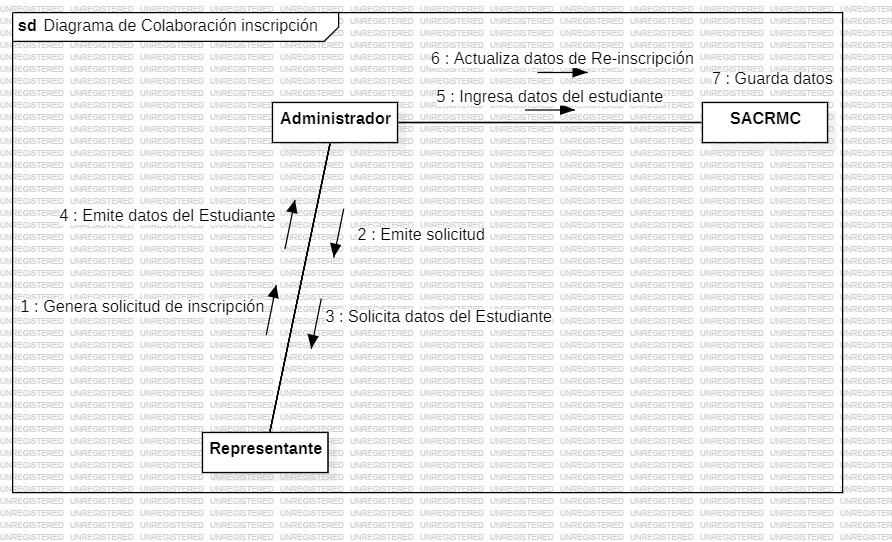 sd Diagrama de Colaboración inscripción
6 : Actualiza datos de Re-inscripción
7 : Guarda datos
5 : Ingresa datos del estudiante
Administrador
SACRMC
4 : Emite datos del Estudiante
2 : Emite solicitud
1 : Genera solicitud de inscripción
3 : Solicita datos del Estudiante
Representante
UNREGISTERED